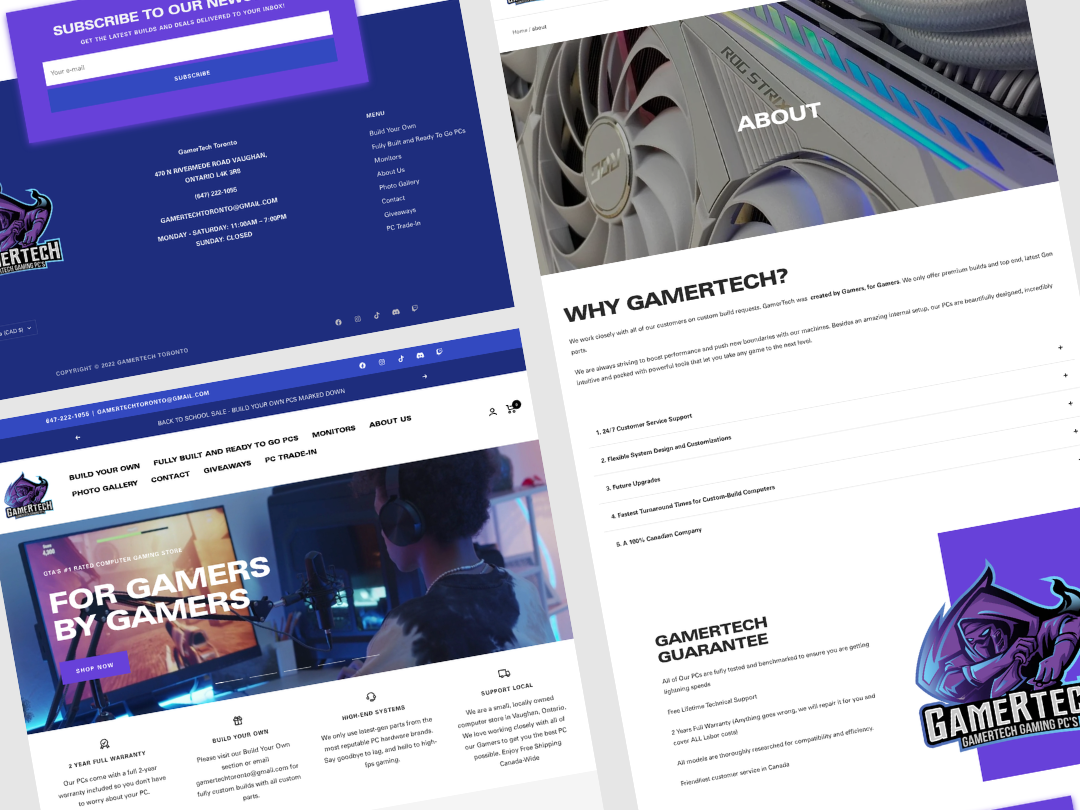 SUBSCRIBE TO OUR
GET THE LATEST BUILDS AND DEALS DELIVERED TO YOUR INBOX!
Your e-mail
SUBSCRIBE
GamerTech Toronto
470 N RIVERMEDE ROAD VAUGHAN,
ONTARIO L4K 3R8
(647) 222-1055
GAMERTECHTORONTO@GMAIL.COM
MONDAY - SATURDAY: 11:00AM – 7:00PM
SUNDAY: CLOSED
MENU
Build Your Own
Fully Built and Ready To Go PCs
Monitors
About Us
Photo Gallery
Contact
Giveaways
PC Trade-in
GAMING PC'S
(CAD $)
COPYRIGHT © 2022 GAMERTECH TORONTO
647-222-1055 | GAMERTECHTORONTO@GMAIL.COM
BACK TO SCHOOL SALE - BUILD YOUR OWN PCS MARKED DOWN
GAMERTECH
BUILD YOUR OWN
FULLY BUILT AND READY TO GO PCS
MONITORS
ABOUT US
PHOTO GALLERY
CONTACT
GIVEAWAYS
PC TRADE-IN
GTA'S #1 RATED COMPUTER GAMING STORE
FOR GAMERS
BY GAMERS
SHOP NOW
2 YEAR FULL WARRANTY
Our PCs come with a full 2-year
warranty included so you don't have
to worry about your PC.
BUILD YOUR OWN
Please visit our Build Your Own
section or email
gamertechtoronto@gmail.com for
fully custom builds with all custom
parts.
HIGH-END SYSTEMS
We only use latest-gen parts from the
most reputable PC hardware brands.
Say goodbye to lag, and hello to high-
fps gaming.
SUPPORT LOCAL
We are a small, locally owned
computer store in Vaughan, Ontario.
We love working closely with all of
our Gamers to get you the best PC
possible. Enjoy Free Shipping
Canada-Wide
Home / about
ROG STRIX
ASUS
ABOUT
WHY GAMERTECH?
We work closely with all of our customers on custom build requests. GamerTech was created by Gamers, for Gamers. We only offer premium builds and top end, latest Gen
parts.
We are always striving to boost performance and push new boundaries with our machines. Besides an amazing internal setup, our PCs are beautifully designed, incredibly
intuitive and packed with powerful tools that let you take any game to the next level.
1. 24/7 Customer Service Support
2. Flexible System Design and Customizations
3. Future Upgrades
4. Fastest Turnaround Times for Custom-Build Computers
5. A 100% Canadian Company
GAMERTECH
GUARANTEE
All of Our PCs are fully tested and benchmarked to ensure you are getting
lightning speeds
Free Lifetime Technical Support
2 Years Full Warranty (Anything goes wrong, we will repair it for you and
cover ALL Labor costs)
All models are thoroughly researched for compatibility and efficiency.
Friendliest customer service in Canada
GAMERTECH
GAMERTECH GAMING PC'S